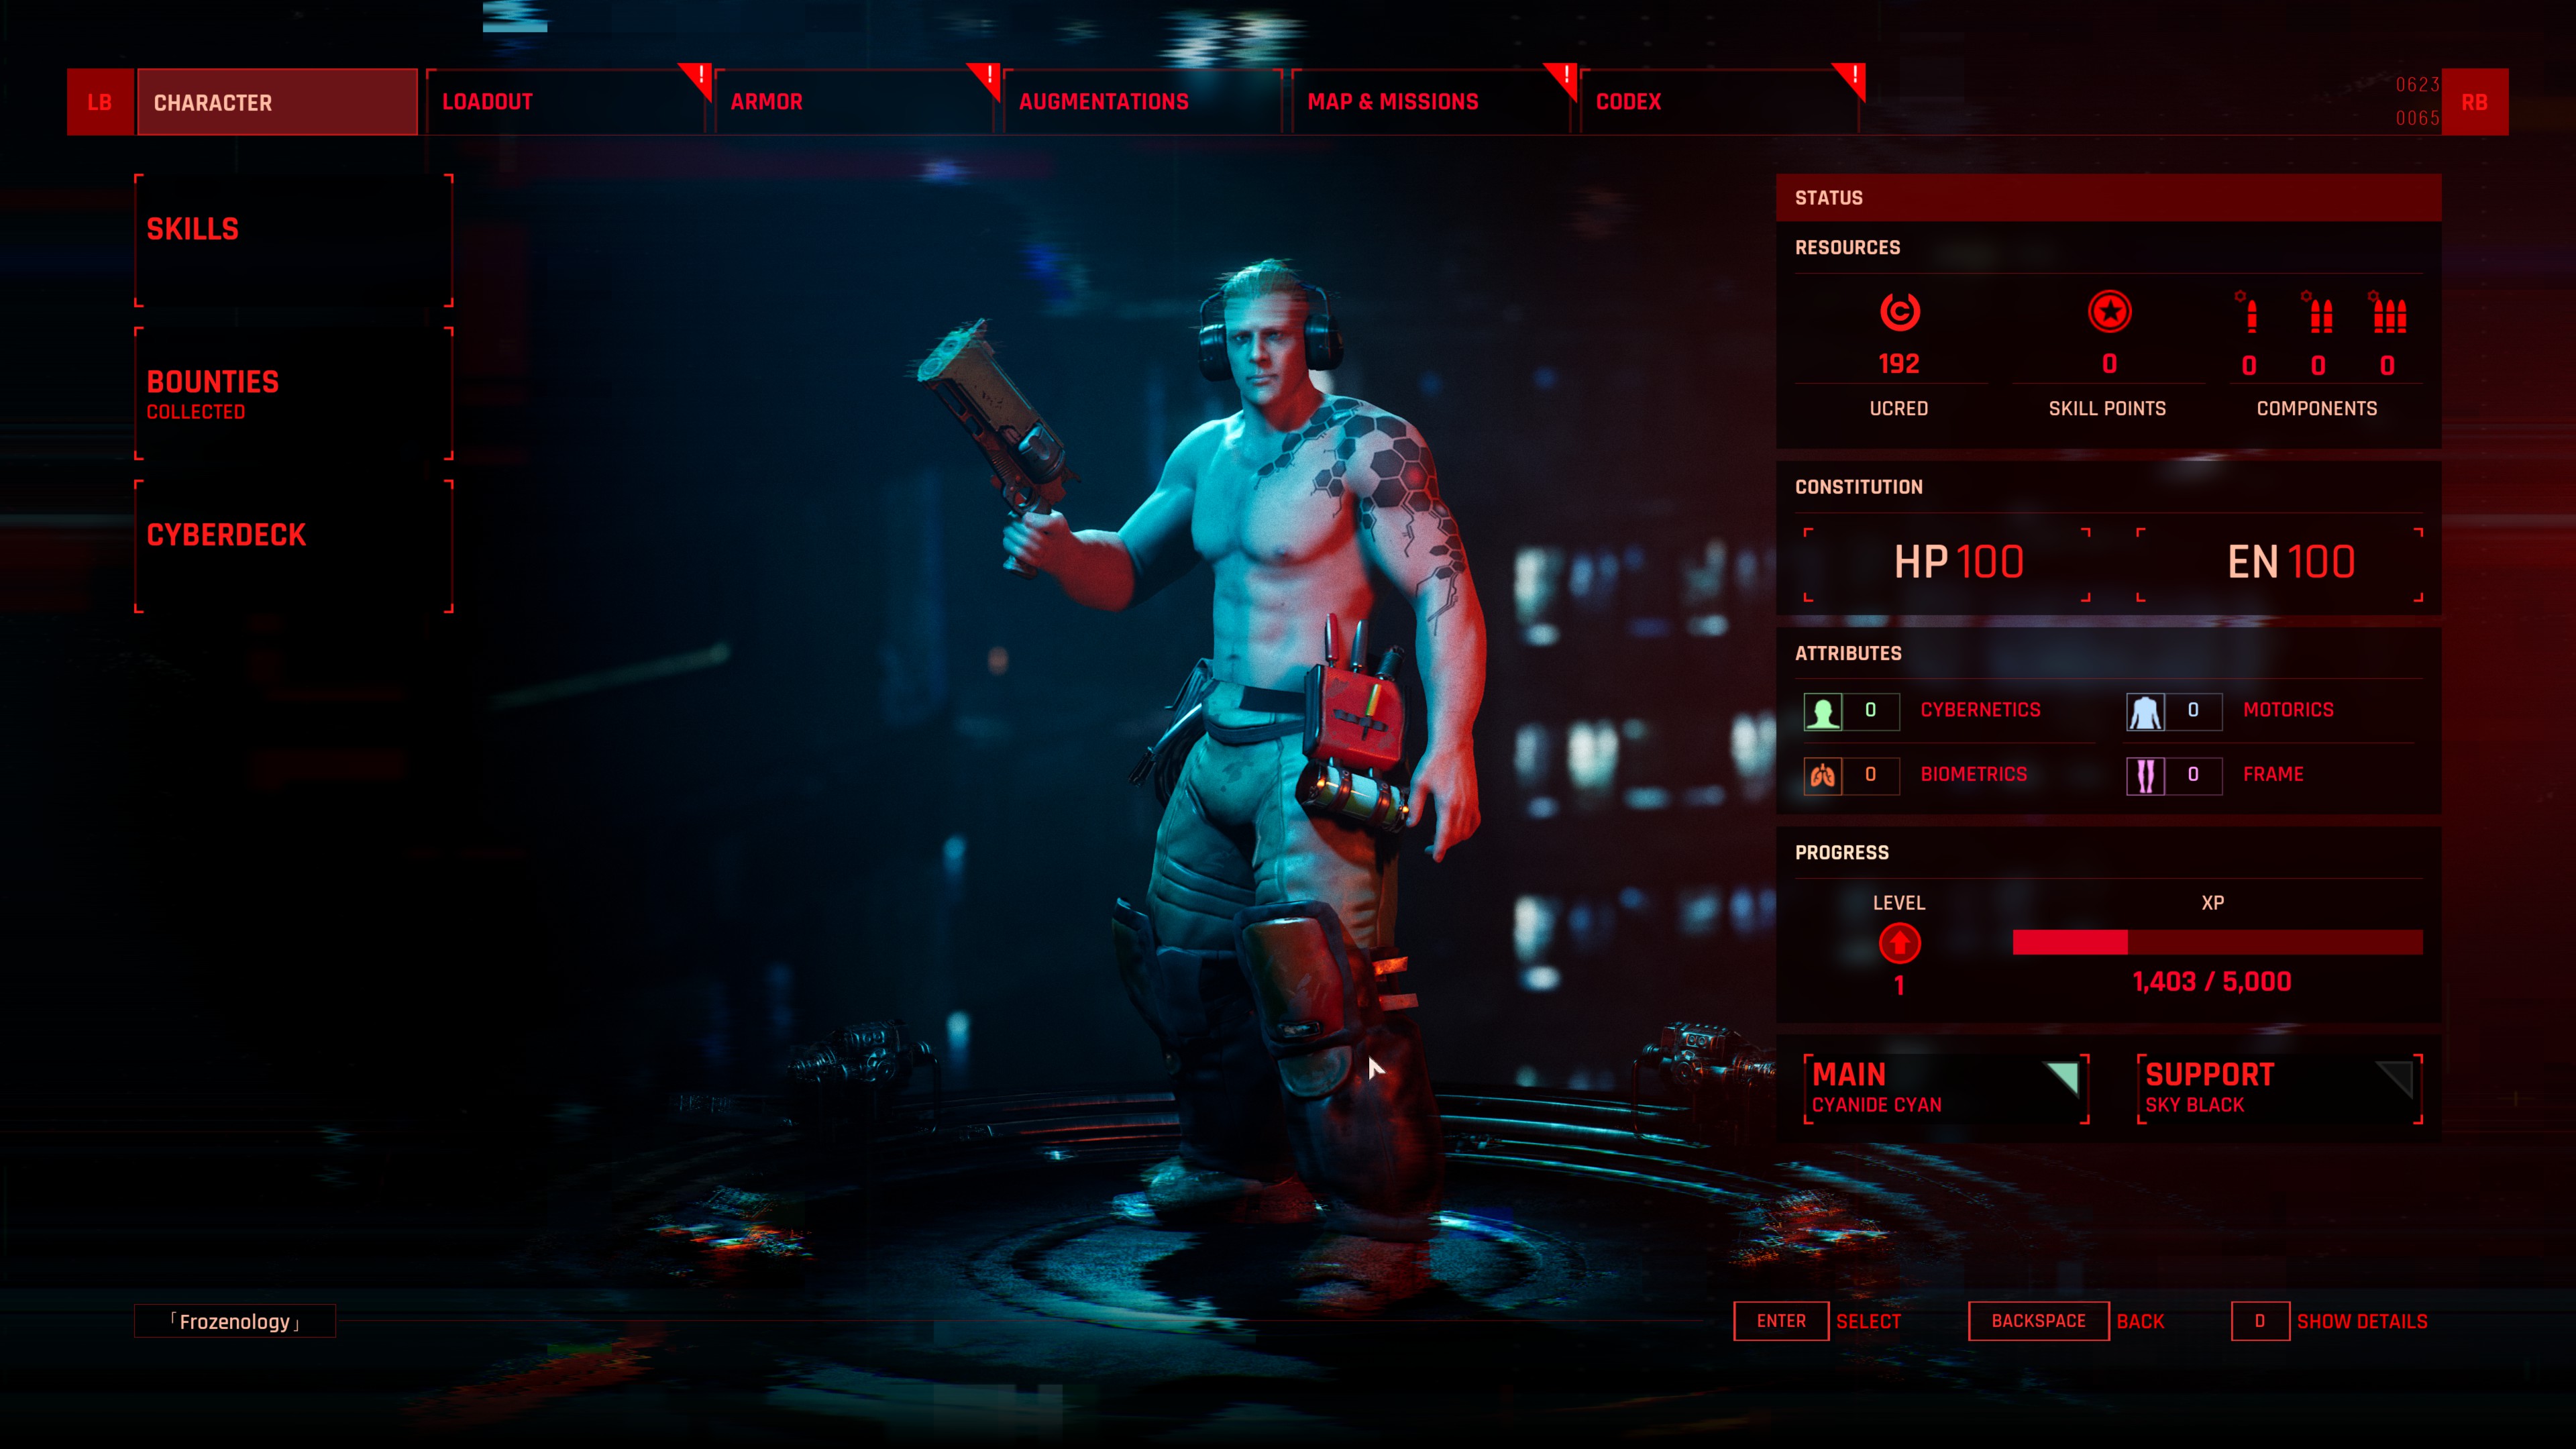 LB
CHARACTER
LOADOUT
!
ARMOR
!
AUGMENTATIONS
MAP & MISSIONS
!
CODEX
!
0623
0065
RB
SKILLS
BOUNTIES
COLLECTED
CYBERDECK
STATUS
RESOURCES
192
0
0 0 0
UCRED
SKILL POINTS
COMPONENTS
CONSTITUTION
HP 100
EN 100
ATTRIBUTES
0 CYBERNETICS
0 MOTORICS
0 BIOMETRICS
0 FRAME
PROGRESS
LEVEL
XP
1
1,403 / 5,000
MAIN
CYANIDE CYAN
SUPPORT
SKY BLACK
「Frozenology」
ENTER SELECT
BACKSPACE BACK
D SHOW DETAILS